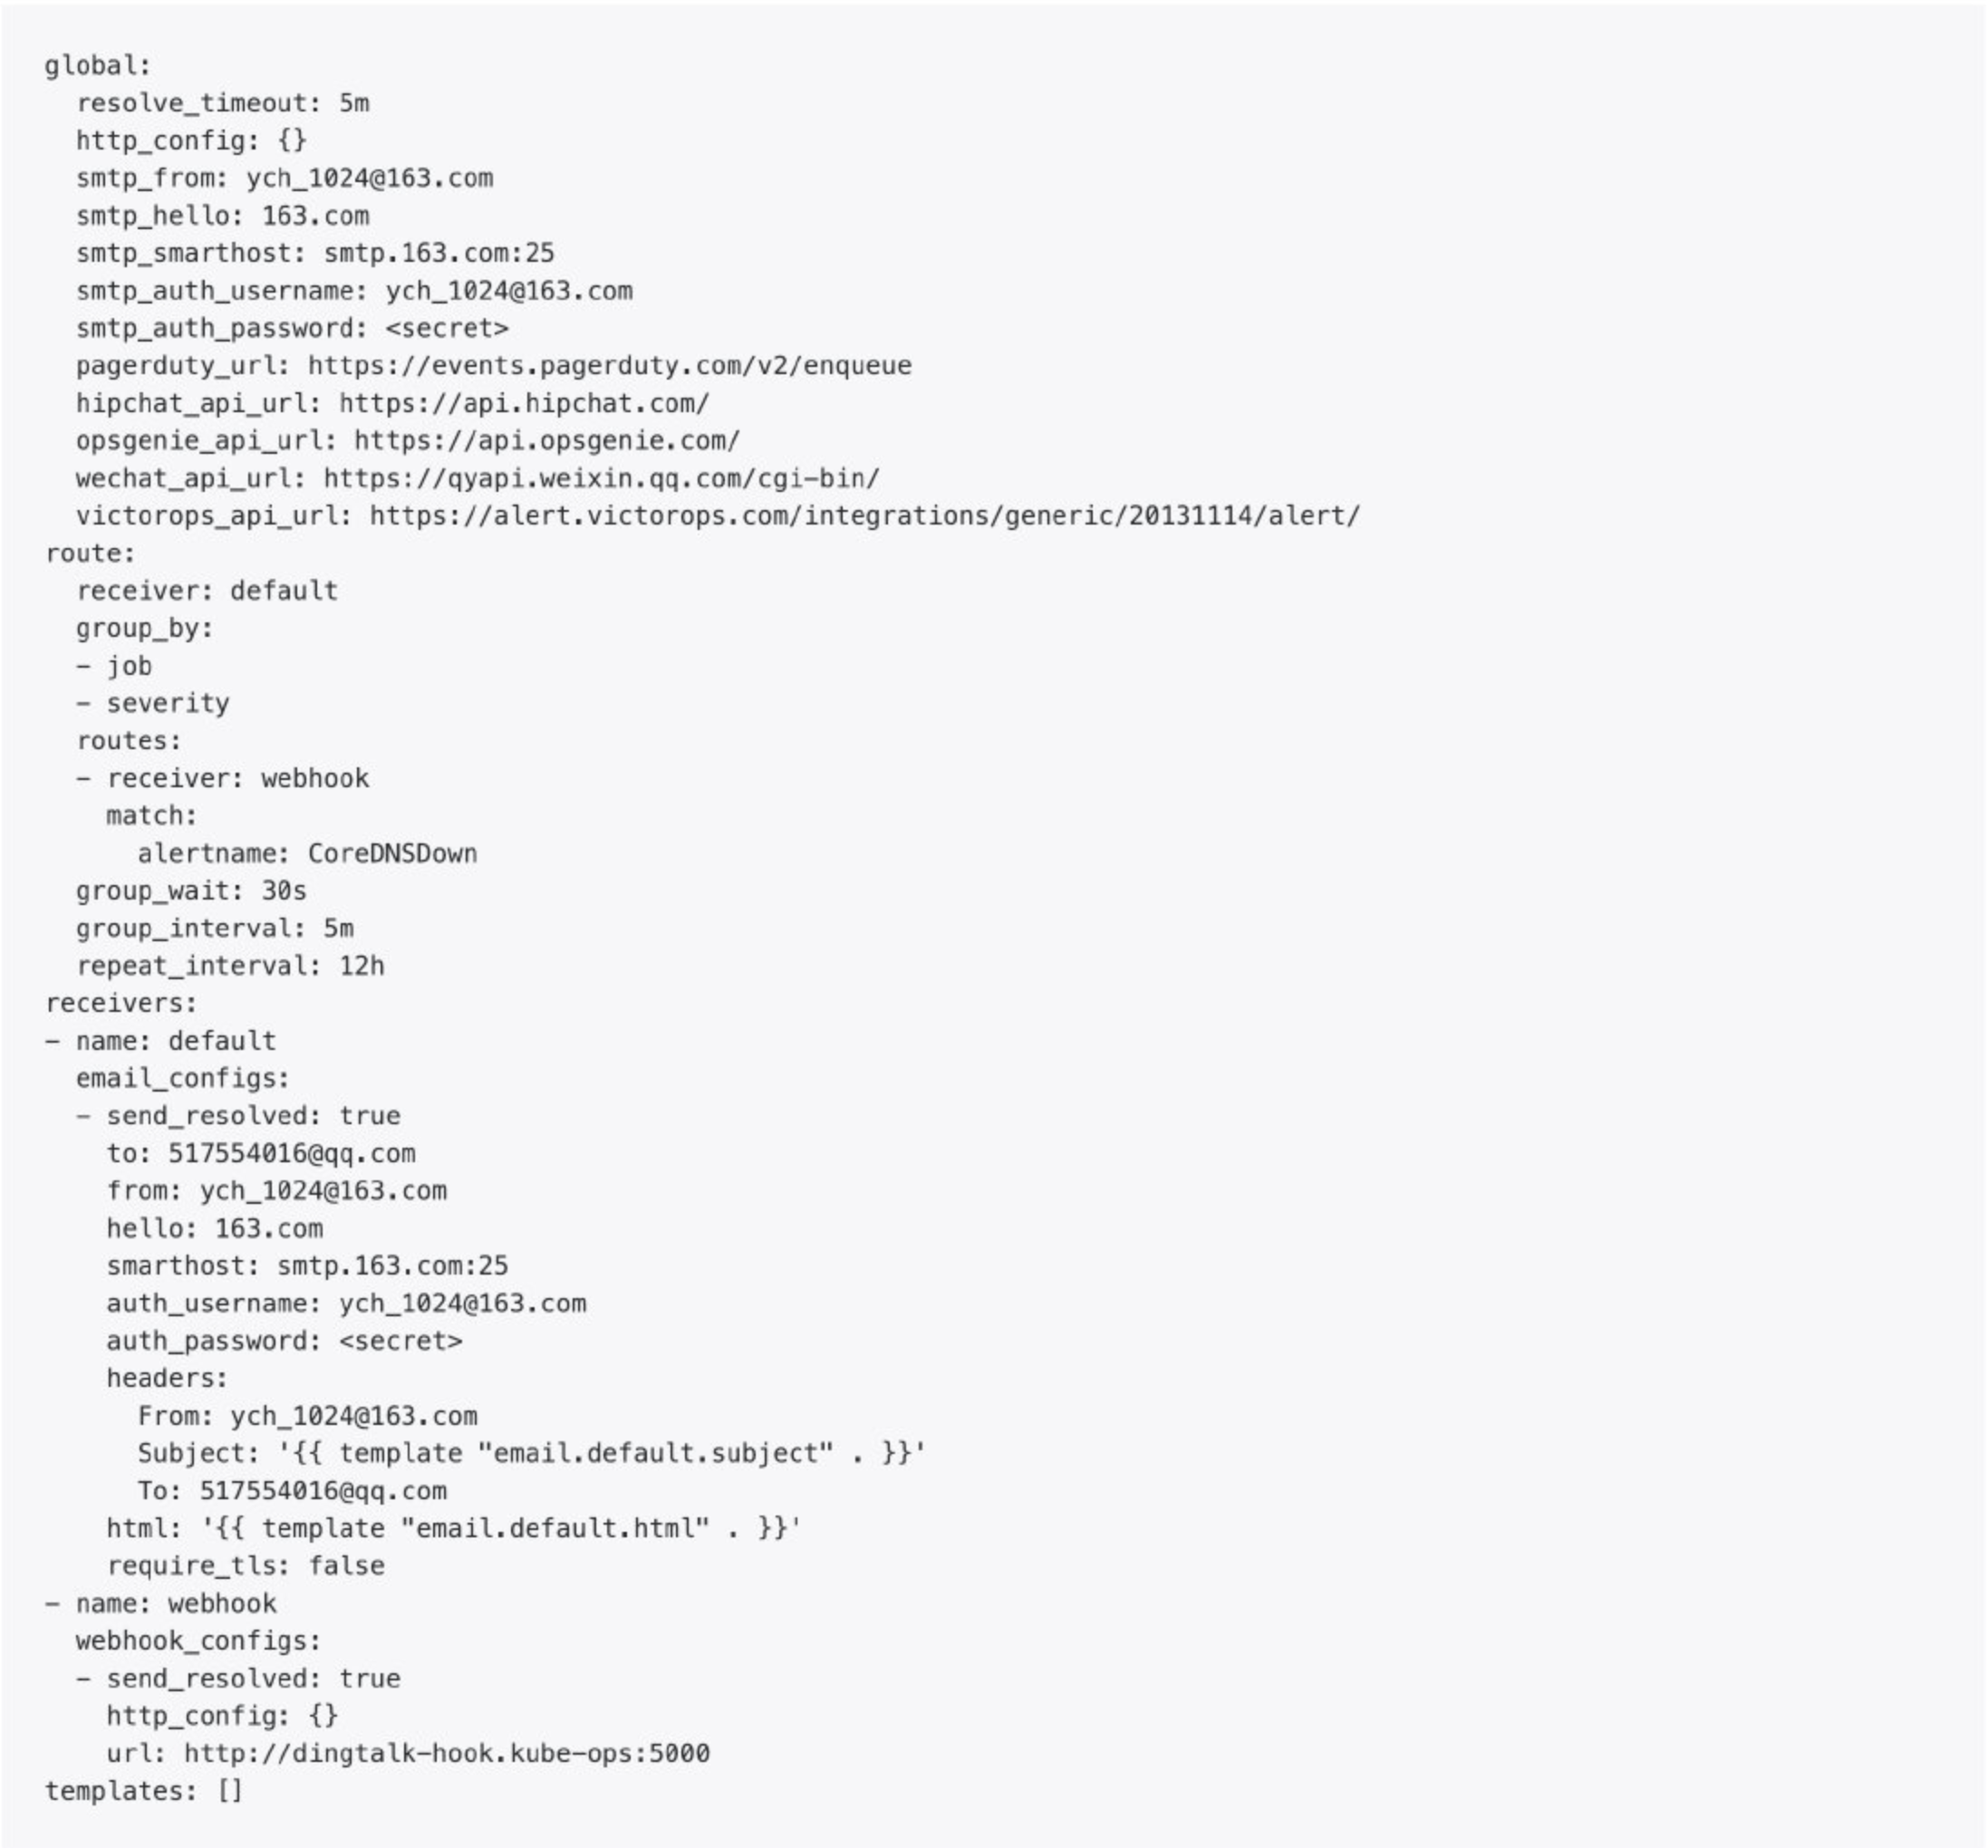 global:
  resolve_timeout: 5m
  http_config: {}
  smtp_from: ych_1024@163.com
  smtp_hello: 163.com
  smtp_smarthost: smtp.163.com:25
  smtp_auth_username: ych_1024@163.com
  smtp_auth_password: <secret>
  pagerduty_url: https://events.pagerduty.com/v2/enqueue
  hipchat_api_url: https://api.hipchat.com/
  opsgenie_api_url: https://api.opsgenie.com/
  wechat_api_url: https://qyapi.weixin.qq.com/cgi-bin/
  victorops_api_url: https://alert.victorops.com/integrations/generic/20131114/alert/
route:
  receiver: default
  group_by:
  - job
  - severity
  routes:
  - receiver: webhook
    match:
      alertname: CoreDNSDown
  group_wait: 30s
  group_interval: 5m
  repeat_interval: 12h
receivers:
- name: default
  email_configs:
  - send_resolved: true
    to: 517554016@qq.com
    from: ych_1024@163.com
    hello: 163.com
    smarthost: smtp.163.com:25
    auth_username: ych_1024@163.com
    auth_password: <secret>
    headers:
      From: ych_1024@163.com
      Subject: '{{ template "email.default.subject" . }}'
      To: 517554016@qq.com
    html: '{{ template "email.default.html" . }}'
    require_tls: false
- name: webhook
  webhook_configs:
  - send_resolved: true
    http_config: {}
    url: http://dingtalk-hook.kube-ops:5000
templates: []